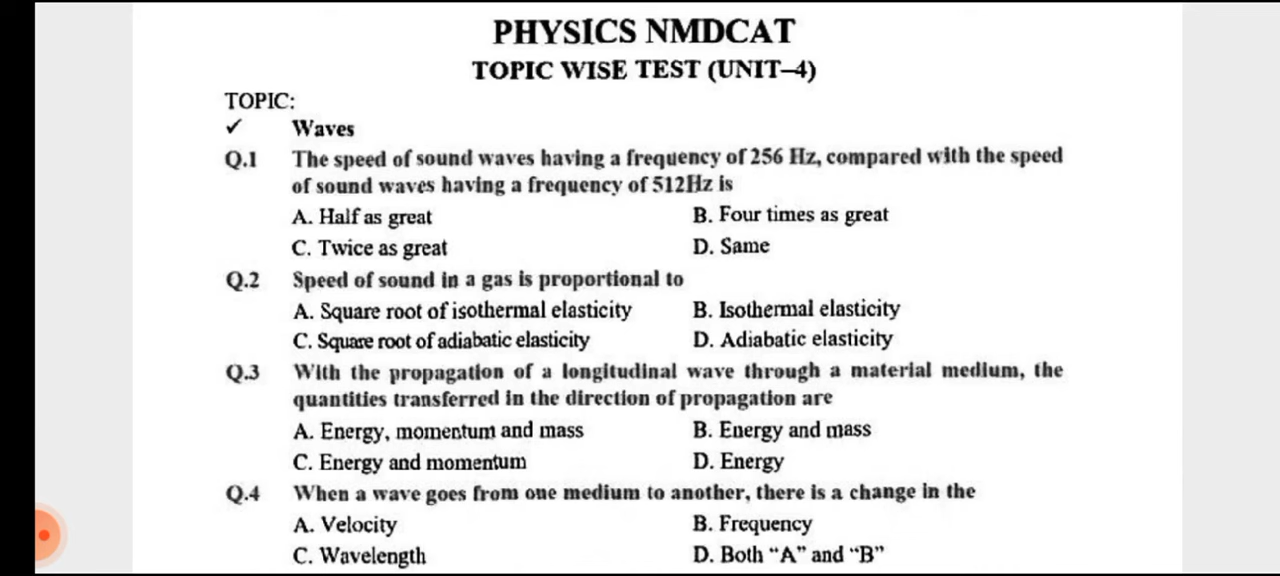 PHYSICS NMDCAT
TOPIC WISE TEST (UNIT–4)
TOPIC:
✓ Waves
Q.1 The speed of sound waves having a frequency of 256 Hz, compared with the speed
of sound waves having a frequency of 512Hz is
A. Half as great B. Four times as great
C. Twice as great D. Same
Q.2 Speed of sound in a gas is proportional to
A. Square root of isothermal elasticity B. Isothermal elasticity
C. Square root of adiabatic elasticity D. Adiabatic elasticity
Q.3 With the propagation of a longitudinal wave through a material medium, the
quantities transferred in the direction of propagation are
A. Energy, momentum and mass B. Energy and mass
C. Energy and momentum D. Energy
Q.4 When a wave goes from one medium to another, there is a change in the
A. Velocity B. Frequency
C. Wavelength D. Both “A” and “B”